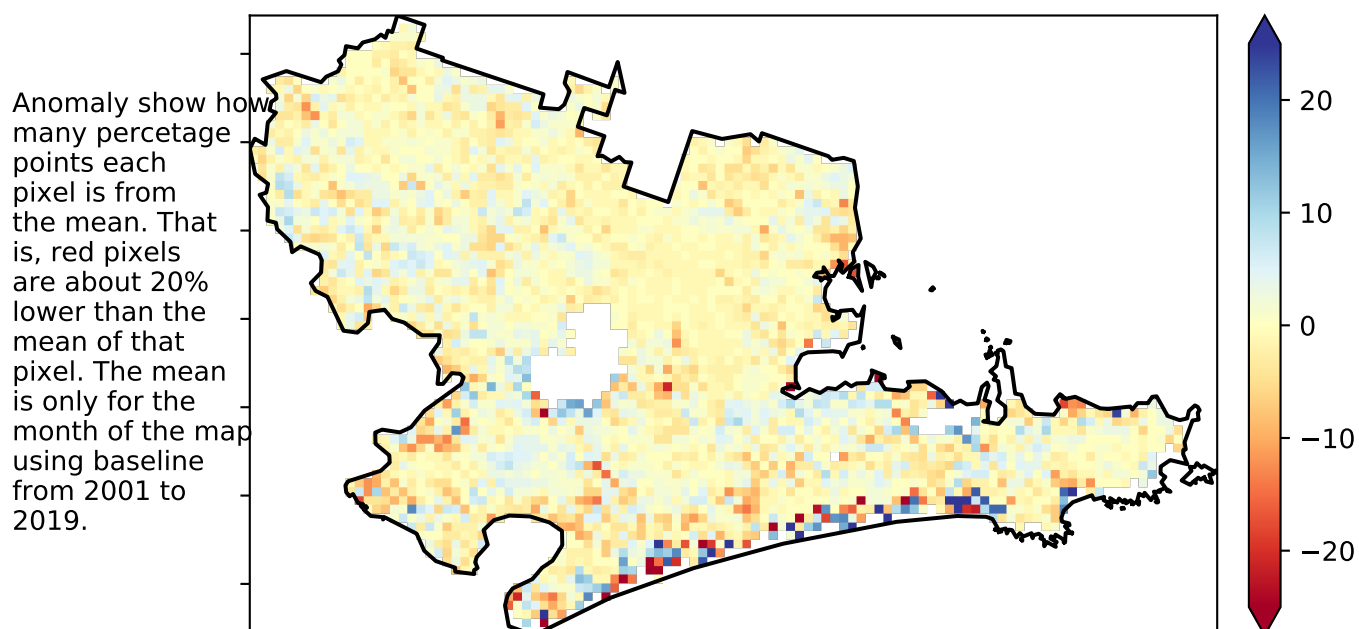 Anomaly show how
many percetage
points each
pixel is from
the mean. That
is, red pixels
are about 20%
lower than the
mean of that
pixel. The mean
is only for the
month of the map
using baseline
from 2001 to
2019.
20
10
0
−10
−20